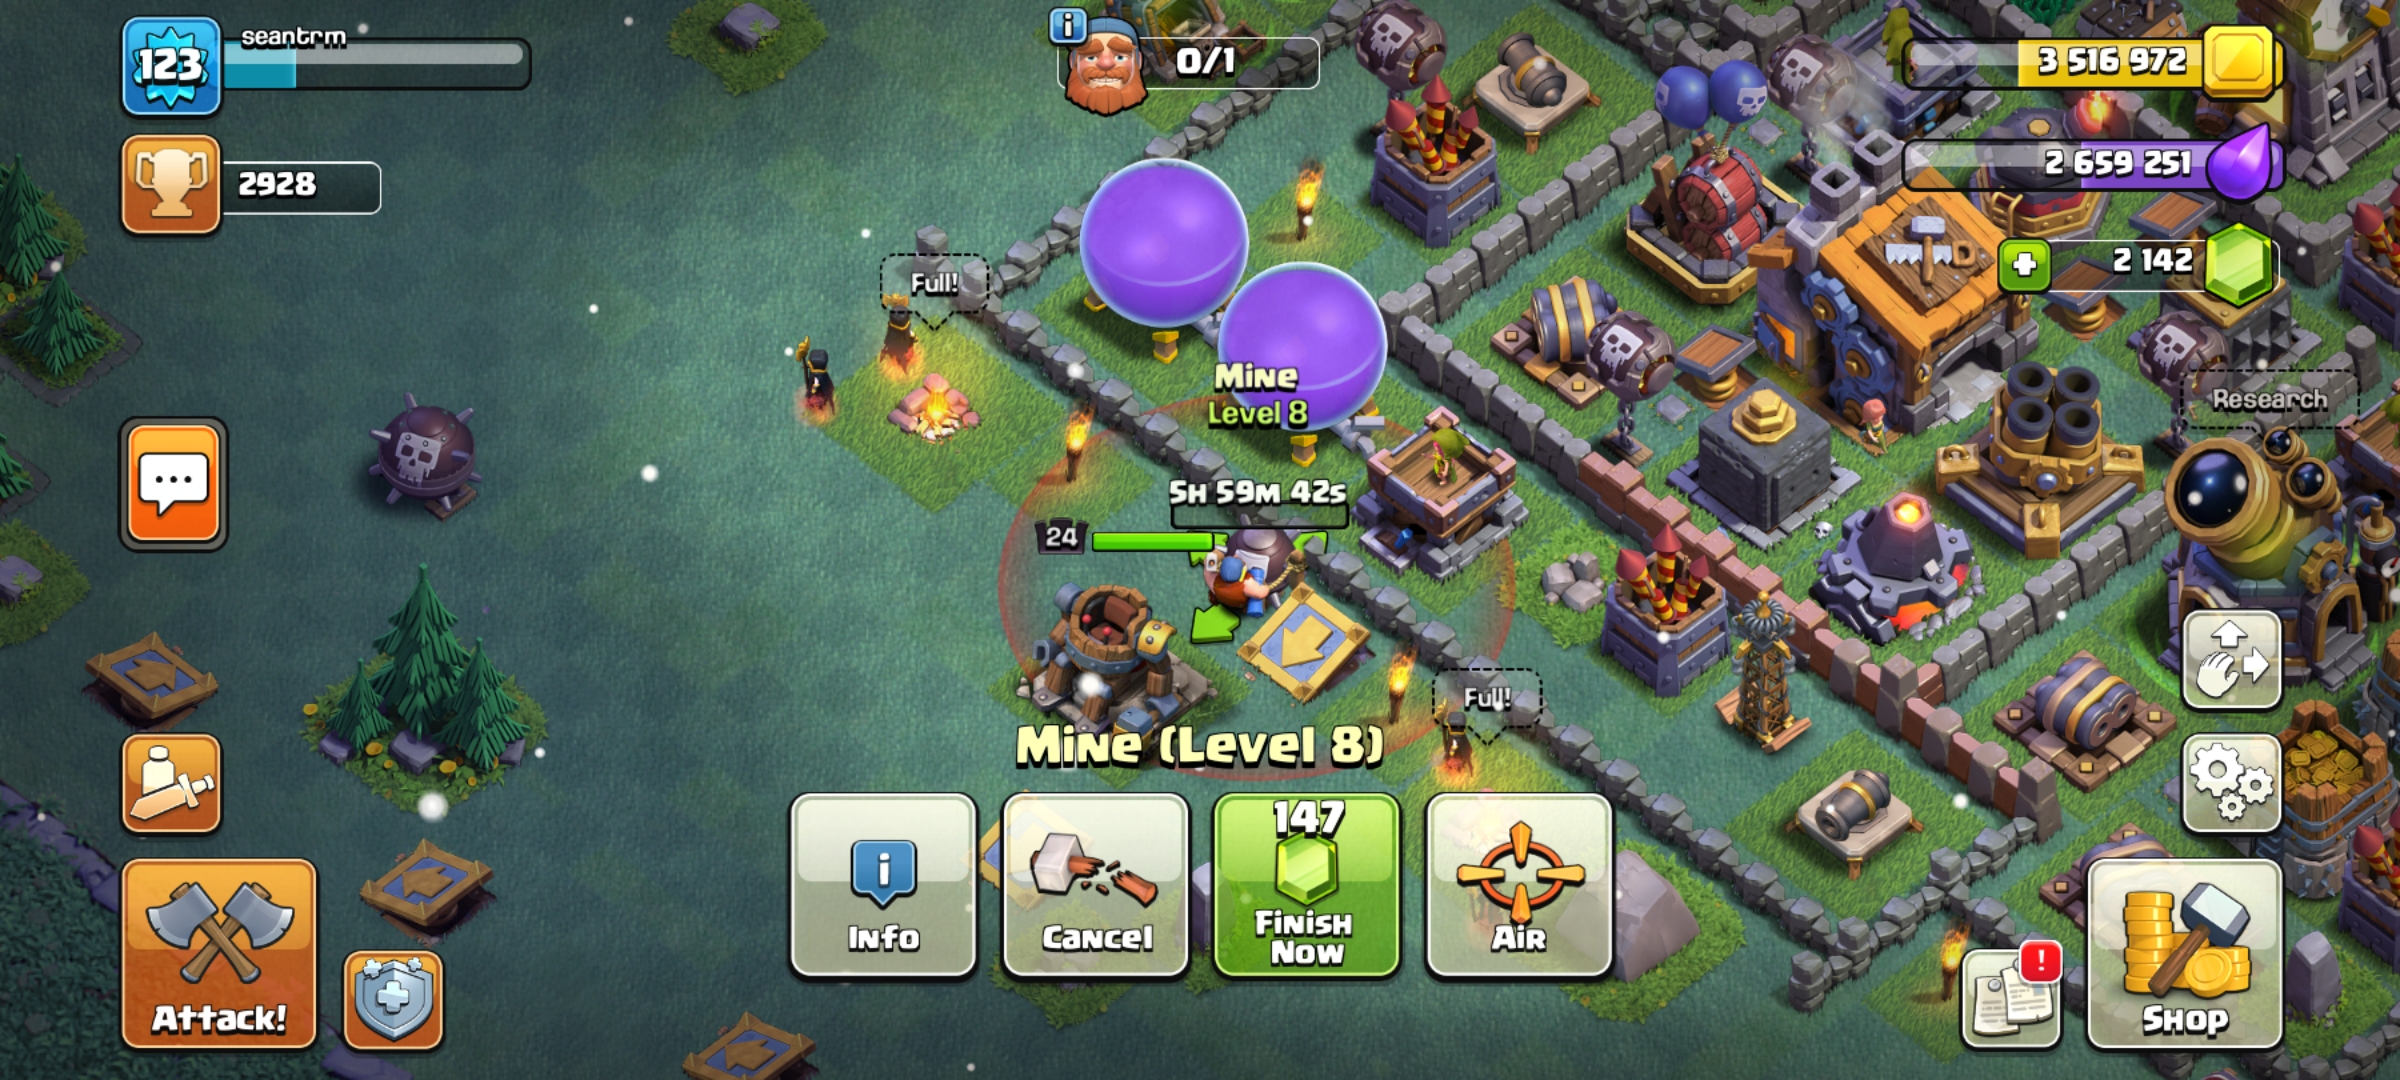 seantrm
123
0/1
3 516 972
2928
2 659 251
2 142
Full!
Mine
Level 8
Research
5h 59m 42s
24
Full!
Mine (Level 8)
147
Info
Cancel
Finish
Now
Air
Attack!
!
Shop